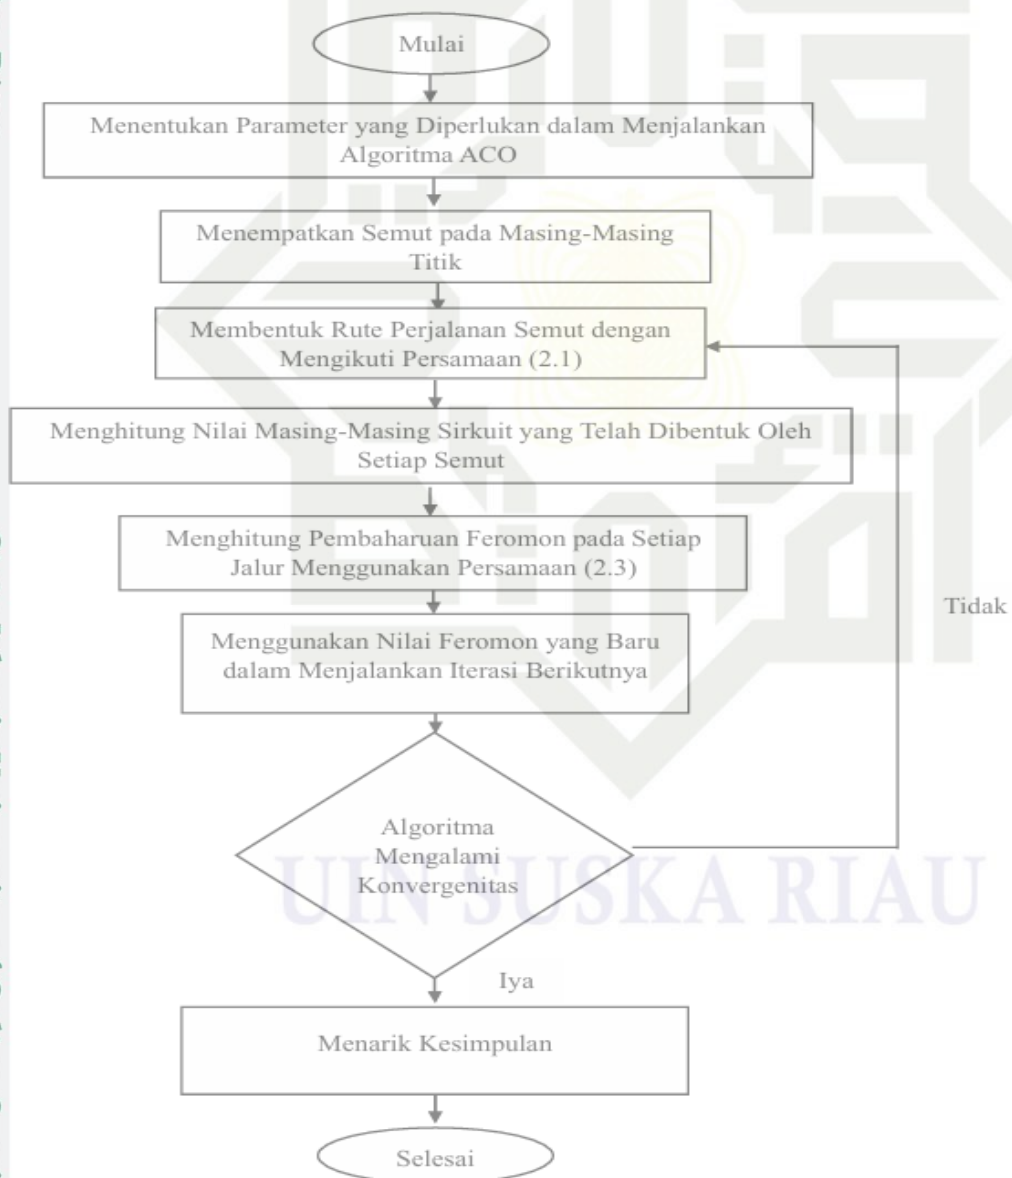 Mulai
Menentukan Parameter yang Diperlukan dalam Menjalankan
Algoritma ACO
Menempatkan Semut pada Masing-Masing
Titik
Membentuk Rute Perjalanan Semut dengan
Mengikuti Persamaan (2.1)
Menghitung Nilai Masing-Masing Sirkuit yang Telah Dibentuk Oleh
Setiap Semut
Menghitung Pembaharuan Feromon pada Setiap
Jalur Menggunakan Persamaan (2.3)
Tidak
Menggunakan Nilai Feromon yang Baru
dalam Menjalankan Iterasi Berikutnya
Algoritma
Mengalami
Konvergenitas
UIN SUSKA RIAU
Iya
Menarik Kesimpulan
Selesai